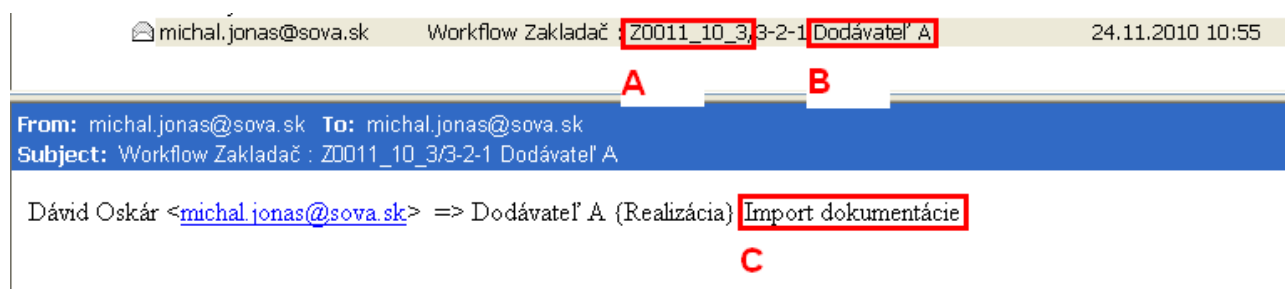 michal.jonas@sova.sk Workflow Zakladač : Z0011_10_3/3-2-1 Dodávateľ A 24.11.2010 10:55
A B
From: michal.jonas@sova.sk To: michal.jonas@sova.sk
Subject: Workflow Zakladač : Z0011_10_3/3-2-1 Dodávateľ A
Dávid Oskár <michal.jonas@sova.sk> => Dodávateľ A {Realizácia} Import dokumentácie
C